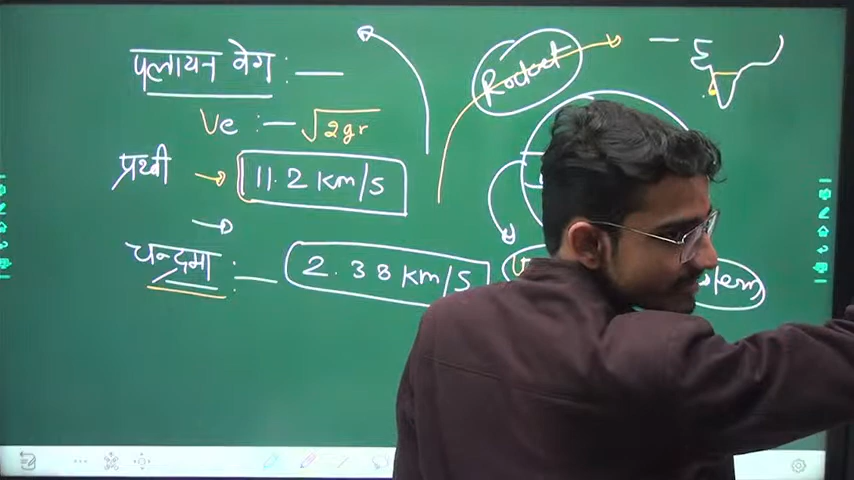 पलायन वेग :—
Ve :— √2gr
प्रथ्वी → 11.2 Km/s
चन्द्रमा :— 2.38 Km/S
Rocket